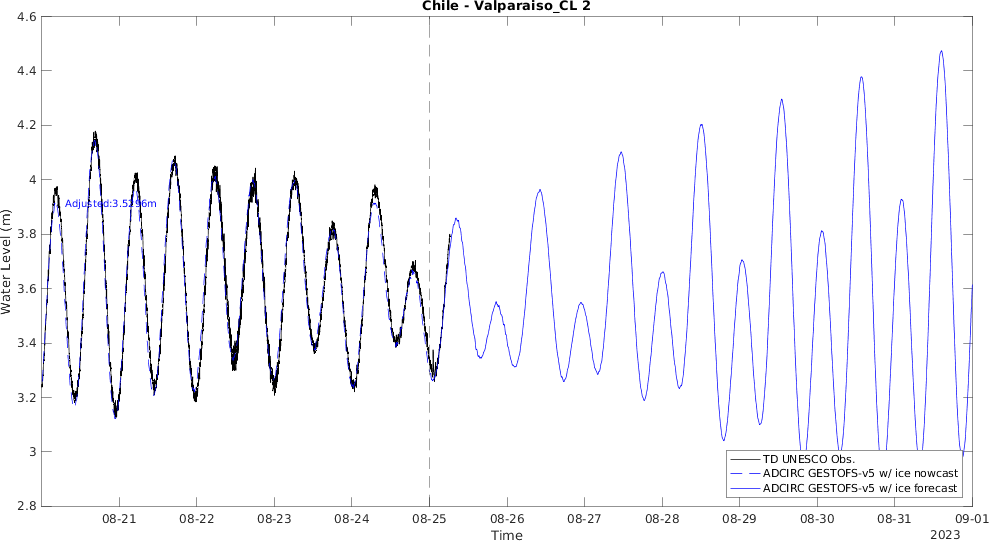 Chile - Valparaiso_CL 2
Water Level (m)
4.6
4.4
4.2
4
3.8
3.6
3.4
3.2
3
2.8
Adjusted:3.5296m
TD UNESCO Obs.
ADCIRC GESTOFS-v5 w/ ice nowcast
ADCIRC GESTOFS-v5 w/ ice forecast
08-21 08-22 08-23 08-24 08-25 08-26 08-27 08-28 08-29 08-30 08-31 09-01
Time
2023